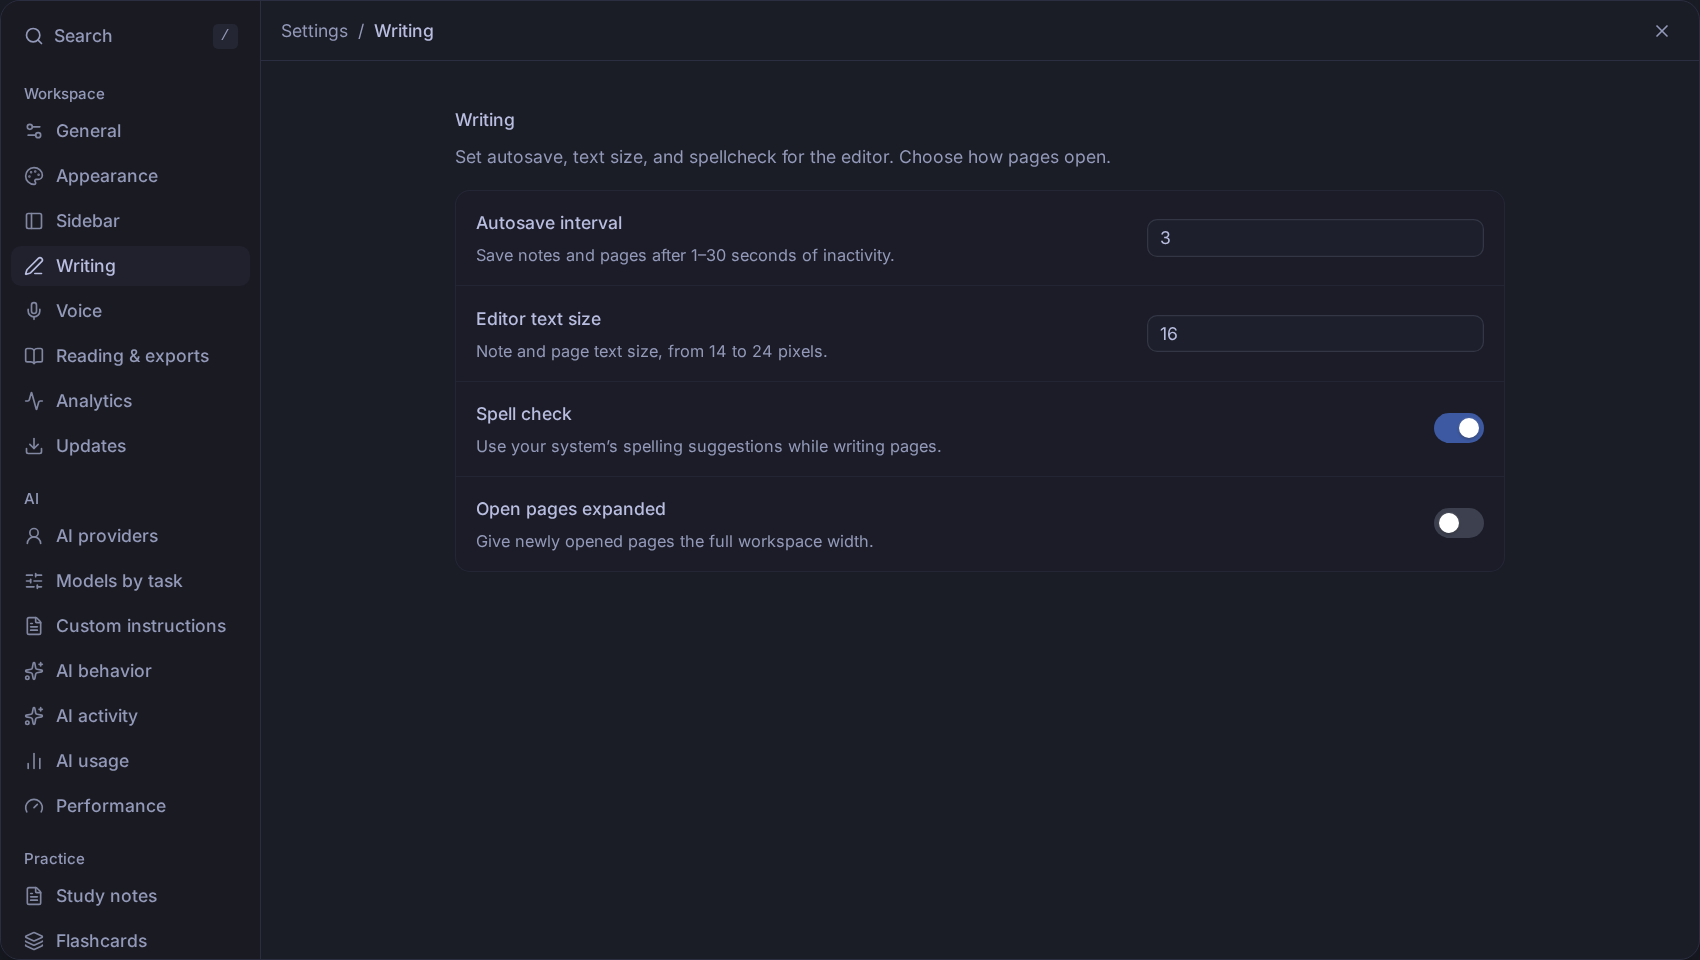 Search /
Workspace
General
Appearance
Sidebar
Writing
Voice
Reading & exports
Analytics
Updates
AI
AI providers
Models by task
Custom instructions
AI behavior
AI activity
AI usage
Performance
Practice
Study notes
Flashcards
Settings / Writing
Writing
Set autosave, text size, and spellcheck for the editor. Choose how pages open.
Autosave interval
Save notes and pages after 1–30 seconds of inactivity.
3
Editor text size
Note and page text size, from 14 to 24 pixels.
16
Spell check
Use your system’s spelling suggestions while writing pages.
Open pages expanded
Give newly opened pages the full workspace width.